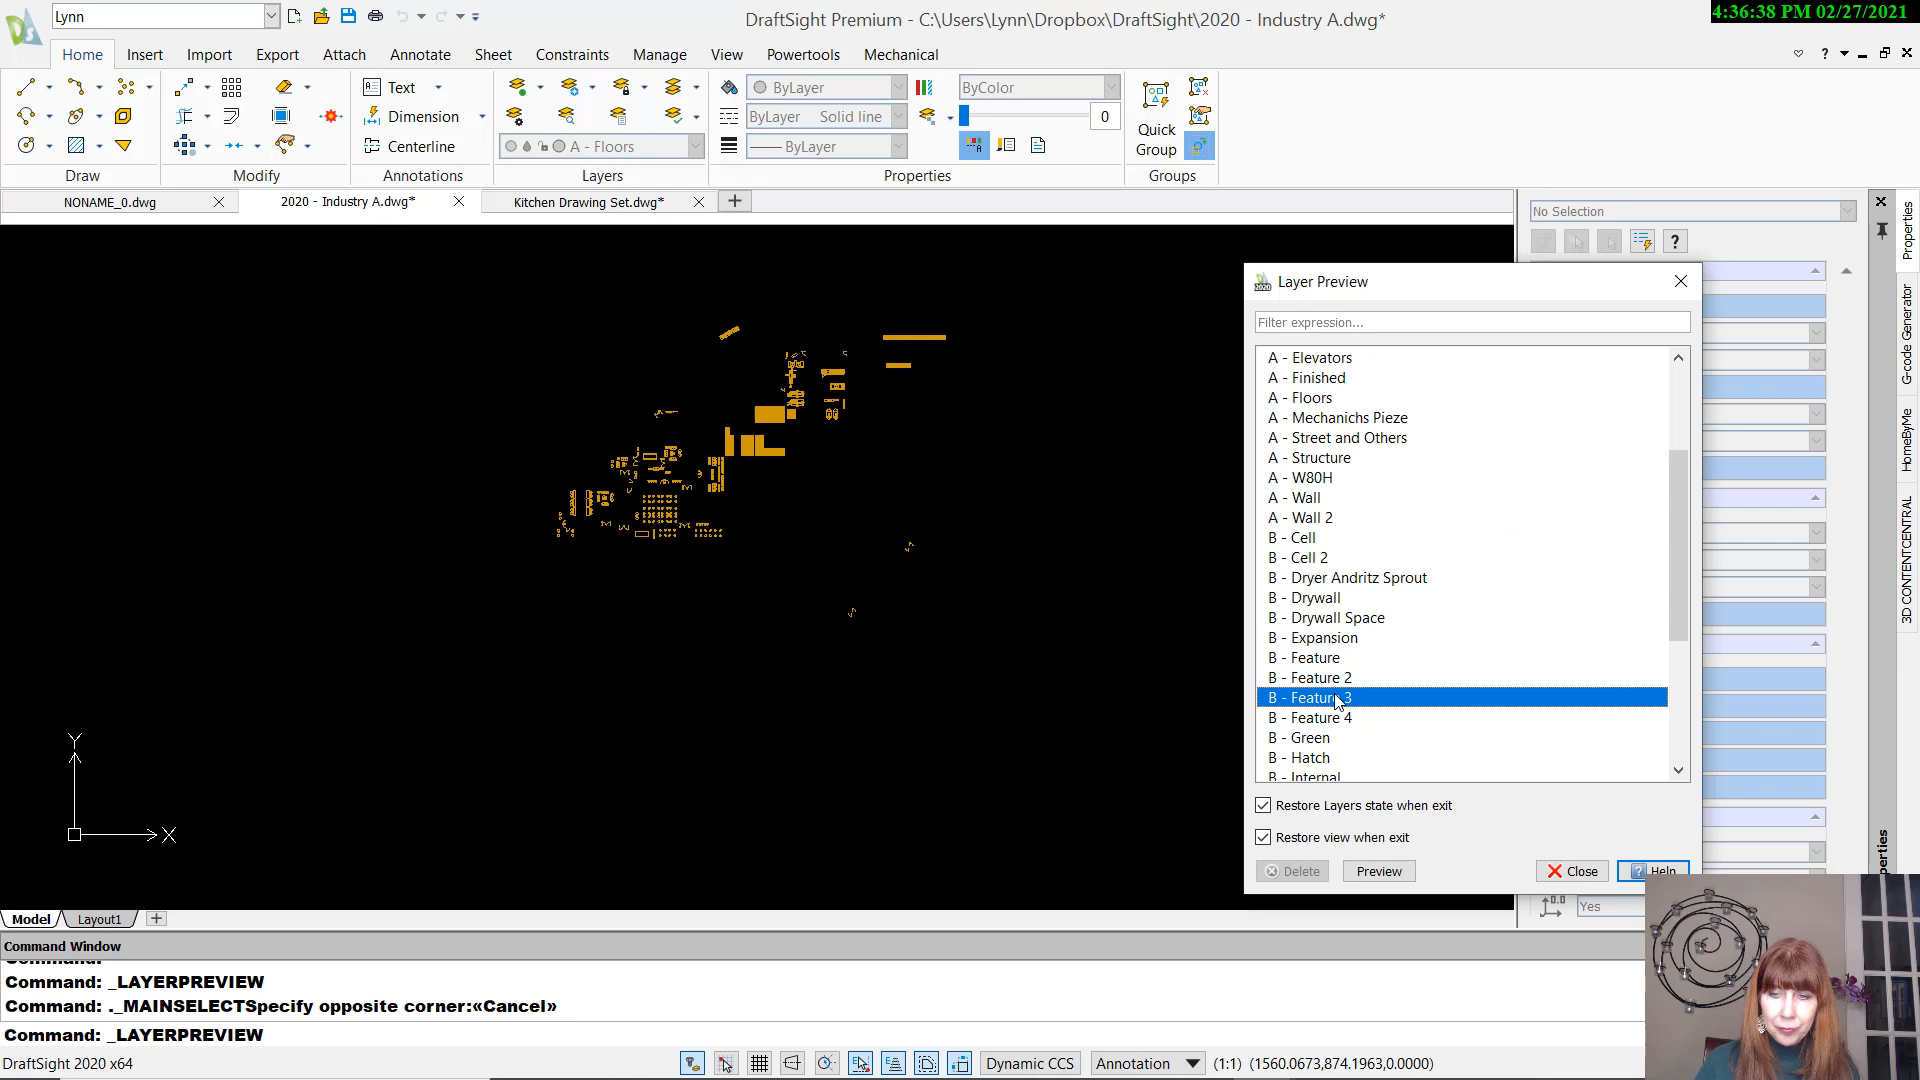 4:36:38 PM 02/27/2021
Lynn
DraftSight Premium - C:\Users\Lynn\Dropbox\DraftSight\2020 - Industry A.dwg*
Home Insert Import Export Attach Annotate Sheet Constraints Manage View Powertools Mechanical
?
Text
Dimension
Centerline
A - Floors
ByLayer
ByLayer Solid line
ByLayer
ByColor
0
Quick
Group
Draw Modify Annotations Layers Properties Groups
NONAME_0.dwg 2020 - Industry A.dwg* Kitchen Drawing Set.dwg*
No Selection
?
Properties
G-code Generator
HomeByMe
3D CONTENTCENTRAL
Layer Preview
Filter expression...
A - Elevators
A - Finished
A - Floors
A - Mechanichs Pieze
A - Street and Others
A - Structure
A - W80H
A - Wall
A - Wall 2
B - Cell
B - Cell 2
B - Dryer Andritz Sprout
B - Drywall
B - Drywall Space
B - Expansion
B - Feature
B - Feature 2
B - Feature 3
B - Feature 4
B - Green
B - Hatch
B - Internal
Restore Layers state when exit
Restore view when exit
Delete Preview Close Help
Yes
Y
X
Model Layout1
Command Window
Command: _LAYERPREVIEW
Command: ._MAINSELECTSpecify opposite corner:«Cancel»
Command: _LAYERPREVIEW
DraftSight 2020 x64
Dynamic CCS Annotation (1:1) (1560.0673,874.1963,0.0000)